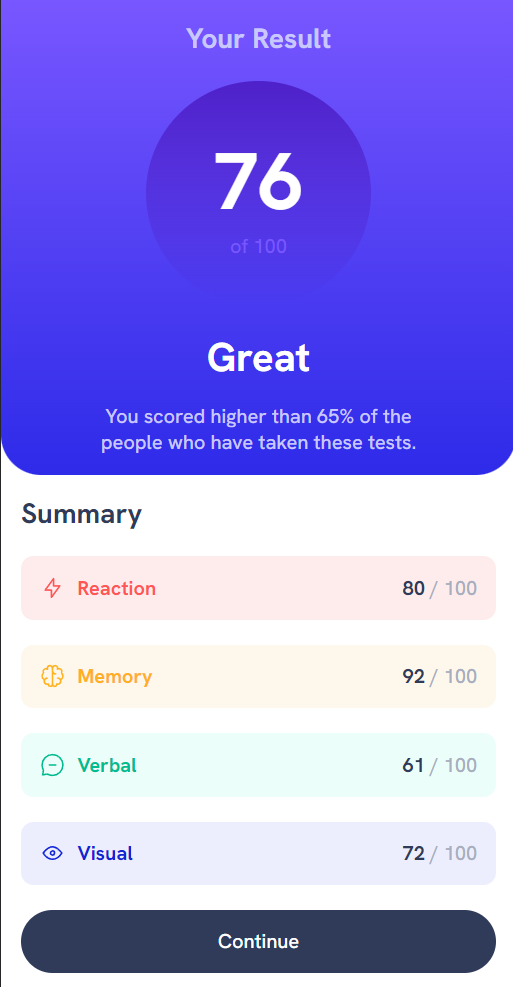 Your Result
76
of 100
Great
You scored higher than 65% of the
people who have taken these tests.
Summary
Reaction 80 / 100
Memory 92 / 100
Verbal 61 / 100
Visual 72 / 100
Continue